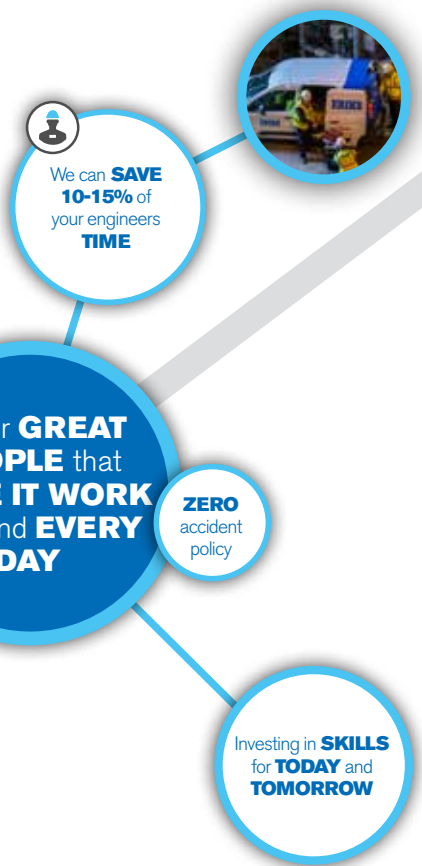 ERIKS
We can SAVE
10-15% of
your engineers
TIME
r GREAT
OPLE that
E IT WORK
nd EVERY
DAY
ZERO
accident
policy
Investing in SKILLS
for TODAY and
TOMORROW